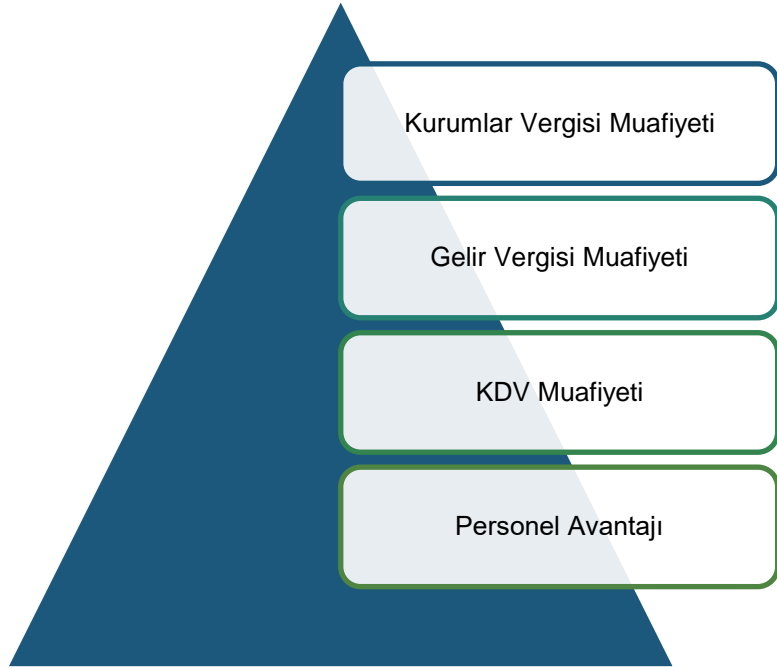 Kurumlar Vergisi Muafiyeti
Gelir Vergisi Muafiyeti
KDV Muafiyeti
Personel Avantajı